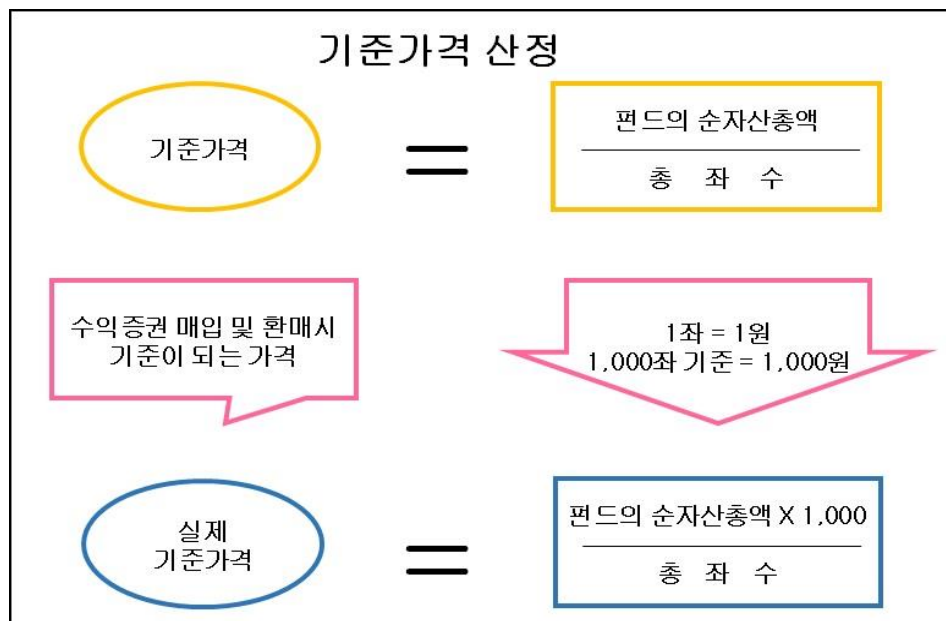 기준가격 산정
기준가격
=
펀드의 순자산총액
총 좌 수
수익증권 매입 및 환매시
기준이 되는 가격
1좌 = 1원
1,000좌 기준 = 1,000원
실제
기준가격
=
펀드의 순자산총액 X 1,000
총 좌 수